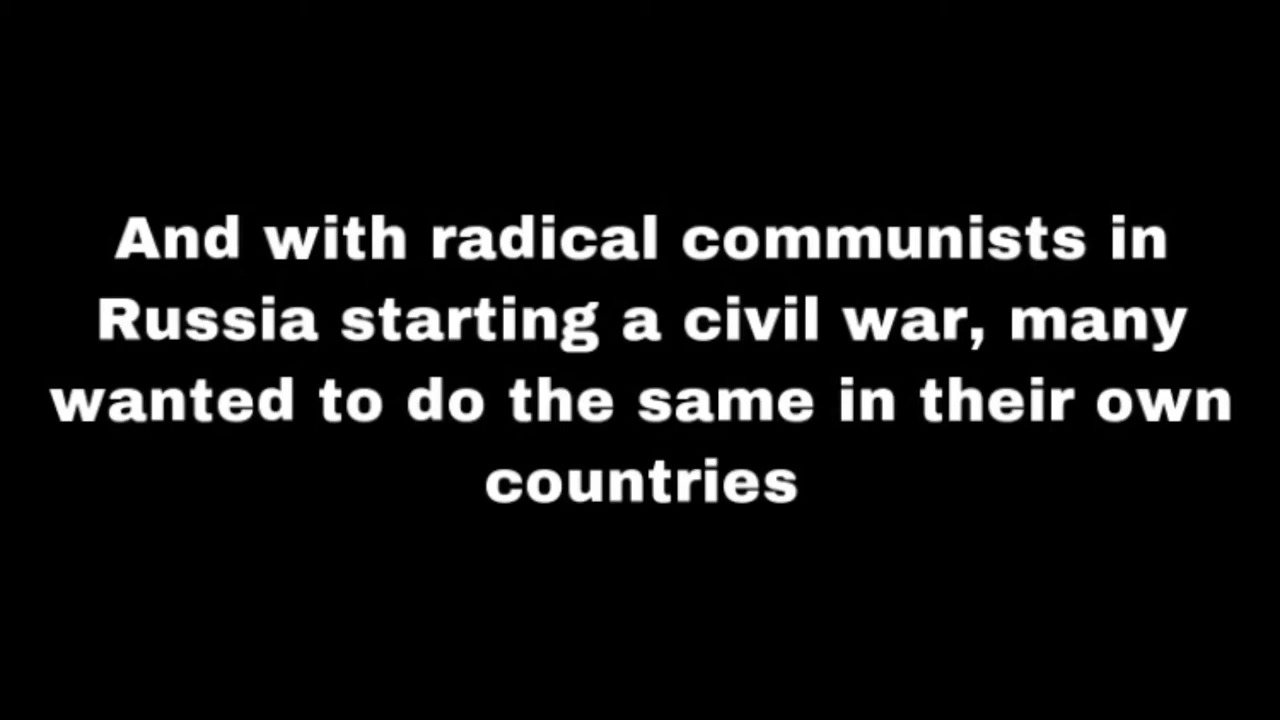 And with radical communists in
Russia starting a civil war, many
wanted to do the same in their own
countries